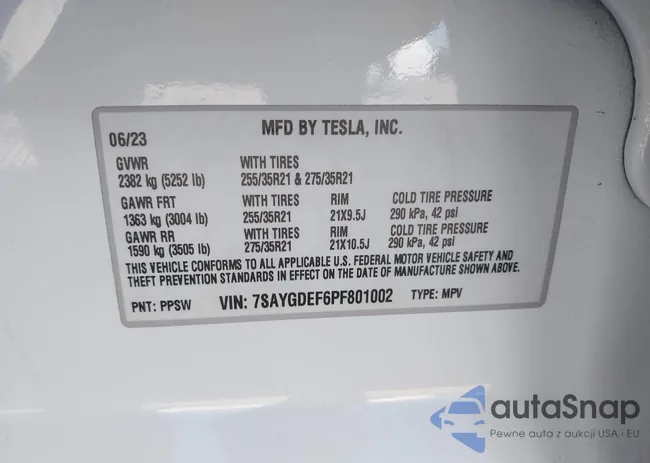 MFD BY TESLA, INC.
06/23
GVWR WITH TIRES
2382 kg (5252 lb) 255/35R21 & 275/35R21
GAWR FRT WITH TIRES RIM COLD TIRE PRESSURE
1363 kg (3004 lb) 255/35R21 21X9.5J 290 kPa, 42 psi
GAWR RR WITH TIRES RIM COLD TIRE PRESSURE
1590 kg (3505 lb) 275/35R21 21X10.5J 290 kPa, 42 psi
THIS VEHICLE CONFORMS TO ALL APPLICABLE U.S. FEDERAL MOTOR VEHICLE SAFETY AND
THEFT PREVENTION STANDARDS IN EFFECT ON THE DATE OF MANUFACTURE SHOWN ABOVE.
PNT: PPSW VIN: 7SAYGDEF6PF801002 TYPE: MPV
autaSnap
Pewne auta z aukcji USA i EU